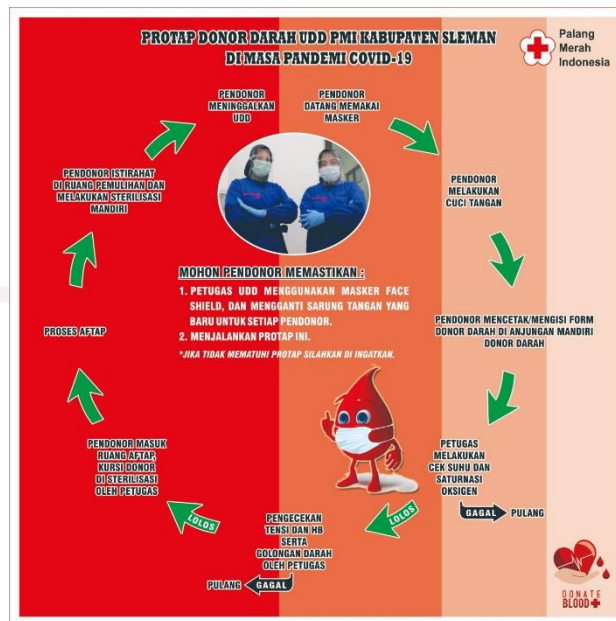 PROTAP DONOR DARAH UDD PMI KABUPATEN SLEMAN
DI MASA PANDEMI COVID-19
Palang
Merah
Indonesia
PENDONOR
DATANG MEMAKAI
MASKER
PENDONOR
MELAKUKAN
CUCI TANGAN
PENDONOR MENCETAK/MENGISI FORM
DONOR DARAH DI ANJUNGAN MANDIRI
DONOR DARAH
PETUGAS
MELAKUKAN
CEK SUHU DAN
SATURNASI
OKSIGEN
GAGAL PULANG
LOLOS
PENGECEKAN
TENSI DAN HB
SERTA
GOLONGAN DARAH
OLEH PETUGAS
PULANG GAGAL
LOLOS
PENDONOR MASUK
RUANG AFTAP,
KURSI DONOR
DI STERILISASI
OLEH PETUGAS
PROSES AFTAP
PENDONOR ISTIRAHAT
DI RUANG PEMULIHAN DAN
MELAKUKAN STERILISASI
MANDIRI
PENDONOR
MENINGGALKAN
UDD
MOHON PENDONOR MEMASTIKAN :
1. PETUGAS UDD MENGGUNAKAN MASKER FACE
SHIELD, DAN MENGGANTI SARUNG TANGAN YANG
BARU UNTUK SETIAP PENDONOR.
2. MENJALANKAN PROTAP INI.
*JIKA TIDAK MEMATUHI PROTAP SILAHKAN DI INGATKAN.
DONATE
BLOOD